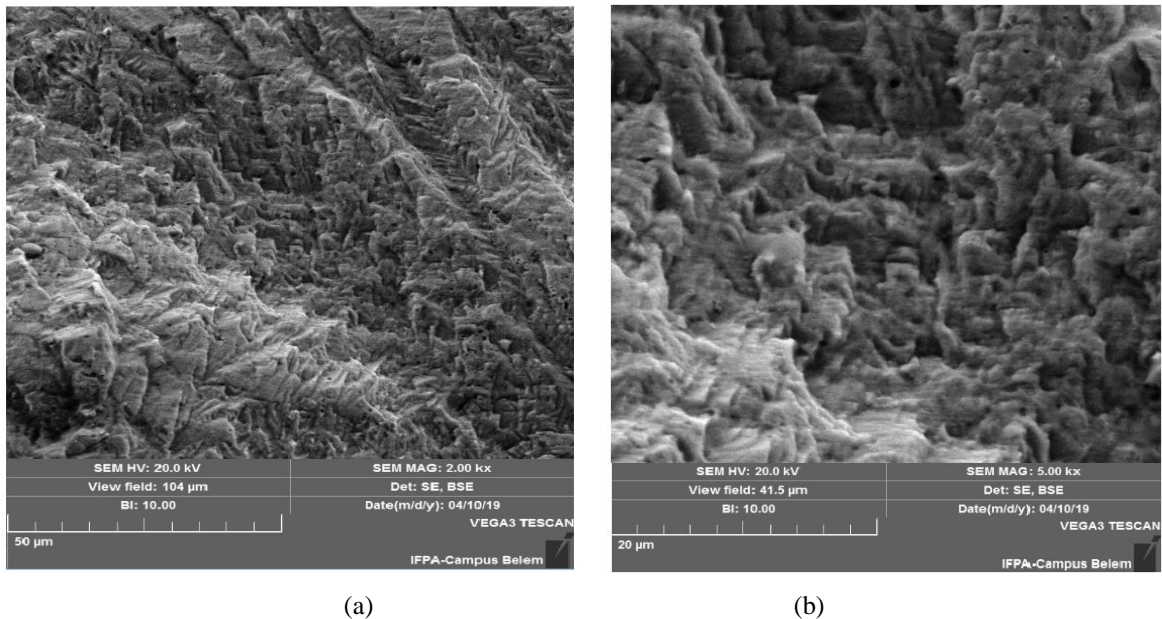 SEM HV: 20.0 kV
SEM MAG: 2.00 kx
View field: 104 µm
Det: SE, BSE
BI: 10.00
Date(m/d/y): 04/10/19
VEGA3 TESCAN
50 µm
IFPA-Campus Belem
(a)
SEM HV: 20.0 kV
SEM MAG: 5.00 kx
View field: 41.5 µm
Det: SE, BSE
BI: 10.00
Date(m/d/y): 04/10/19
VEGA3 TESCAN
20 µm
IFPA-Campus Belem
(b)